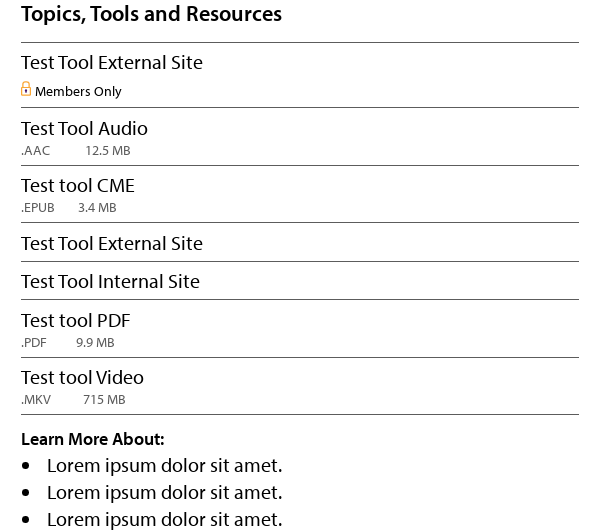 Topics, Tools and Resources
Test Tool External Site
Members Only
Test Tool Audio
.AAC 12.5 MB
Test tool CME
.EPUB 3.4 MB
Test Tool External Site
Test Tool Internal Site
Test tool PDF
.PDF 9.9 MB
Test tool Video
.MKV 715 MB
Learn More About:
• Lorem ipsum dolor sit amet.
• Lorem ipsum dolor sit amet.
• Lorem ipsum dolor sit amet.